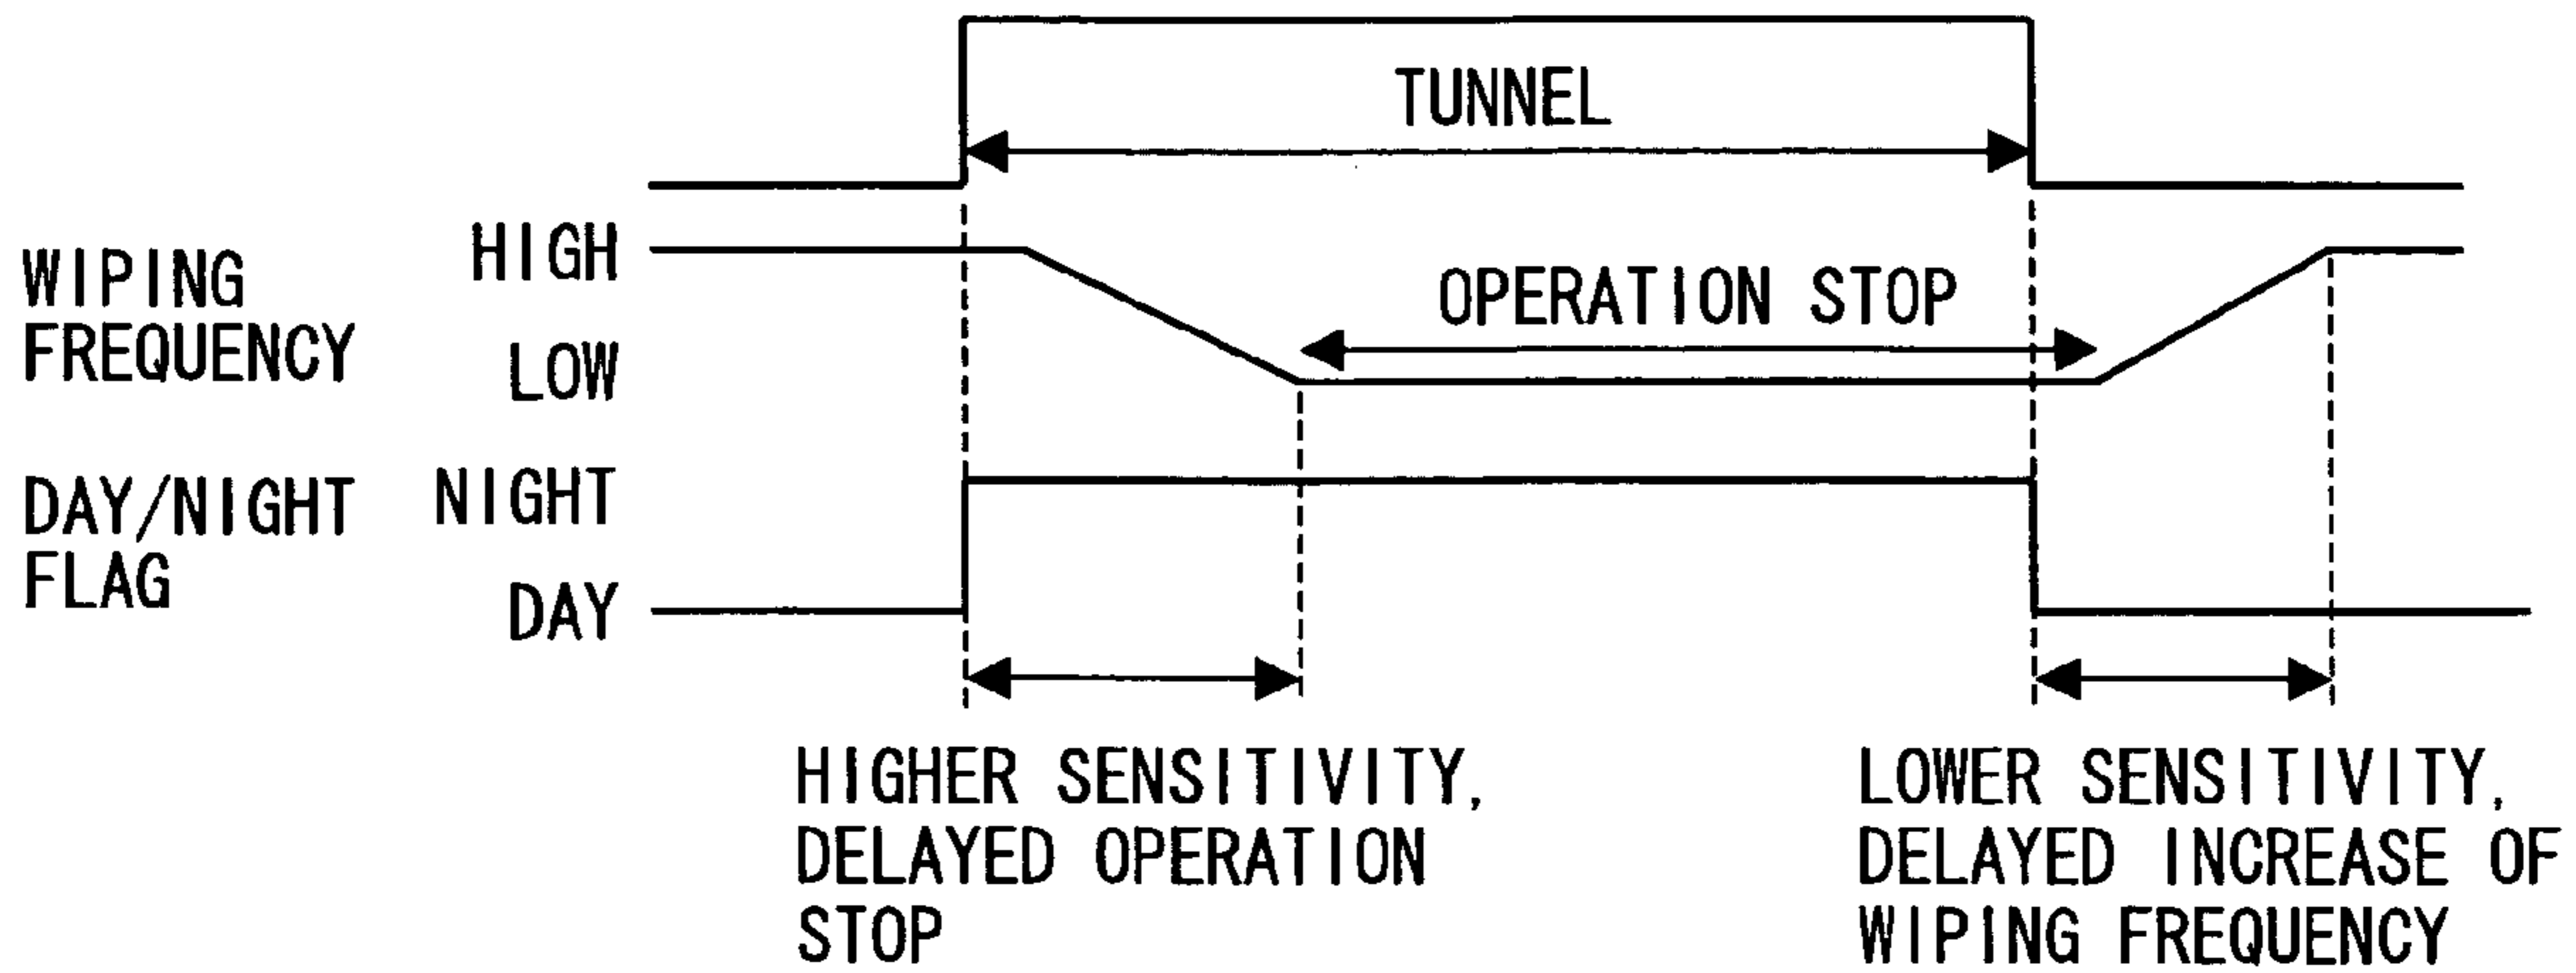 TUNNEL
WIPING
FREQUENCY
HIGH
LOW
OPERATION STOP
DAY/NIGHT
FLAG
NIGHT
DAY
HIGHER SENSITIVITY,
DELAYED OPERATION
STOP
LOWER SENSITIVITY,
DELAYED INCREASE OF
WIPING FREQUENCY